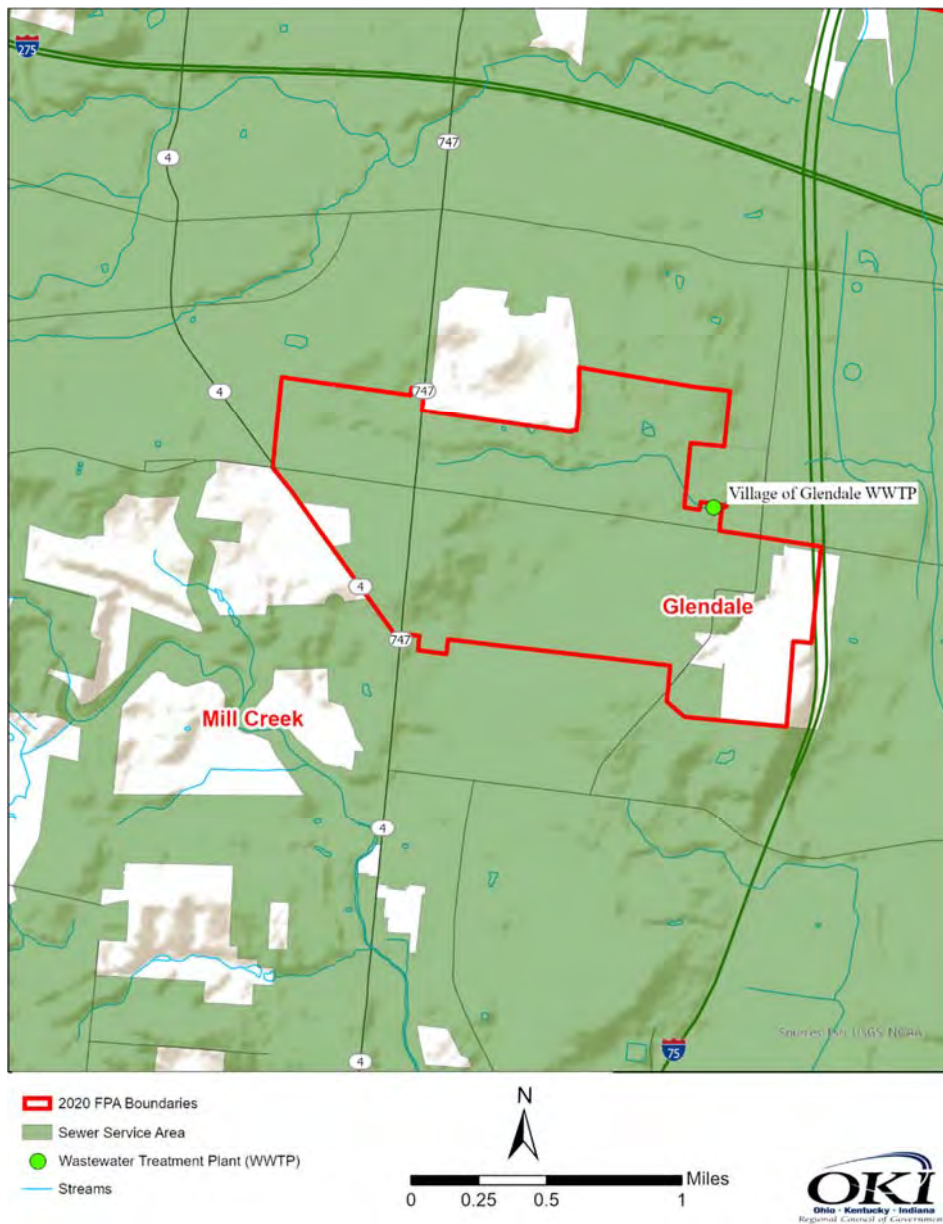 275
747
4
4
747
Village of Glendale WWTP
4
Glendale
747
Mill Creek
4
Sources: Esri, USGS, NOAA
4
75
2020 FPA Boundaries
Sewer Service Area
Wastewater Treatment Plant (WWTP)
Streams
N
Miles
0 0.25 0.5 1
OKI
Ohio · Kentucky · Indiana
Regional Council of Governments